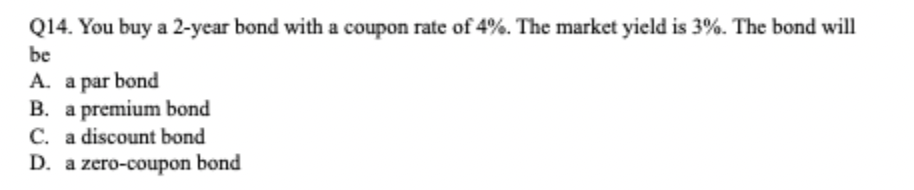 Q14. You buy a 2-year bond with a coupon rate of 4%. The market yield is 3%. The bond will
be
A. a par bond
B. a premium bond
C. a discount bond
D. a zero-coupon bond